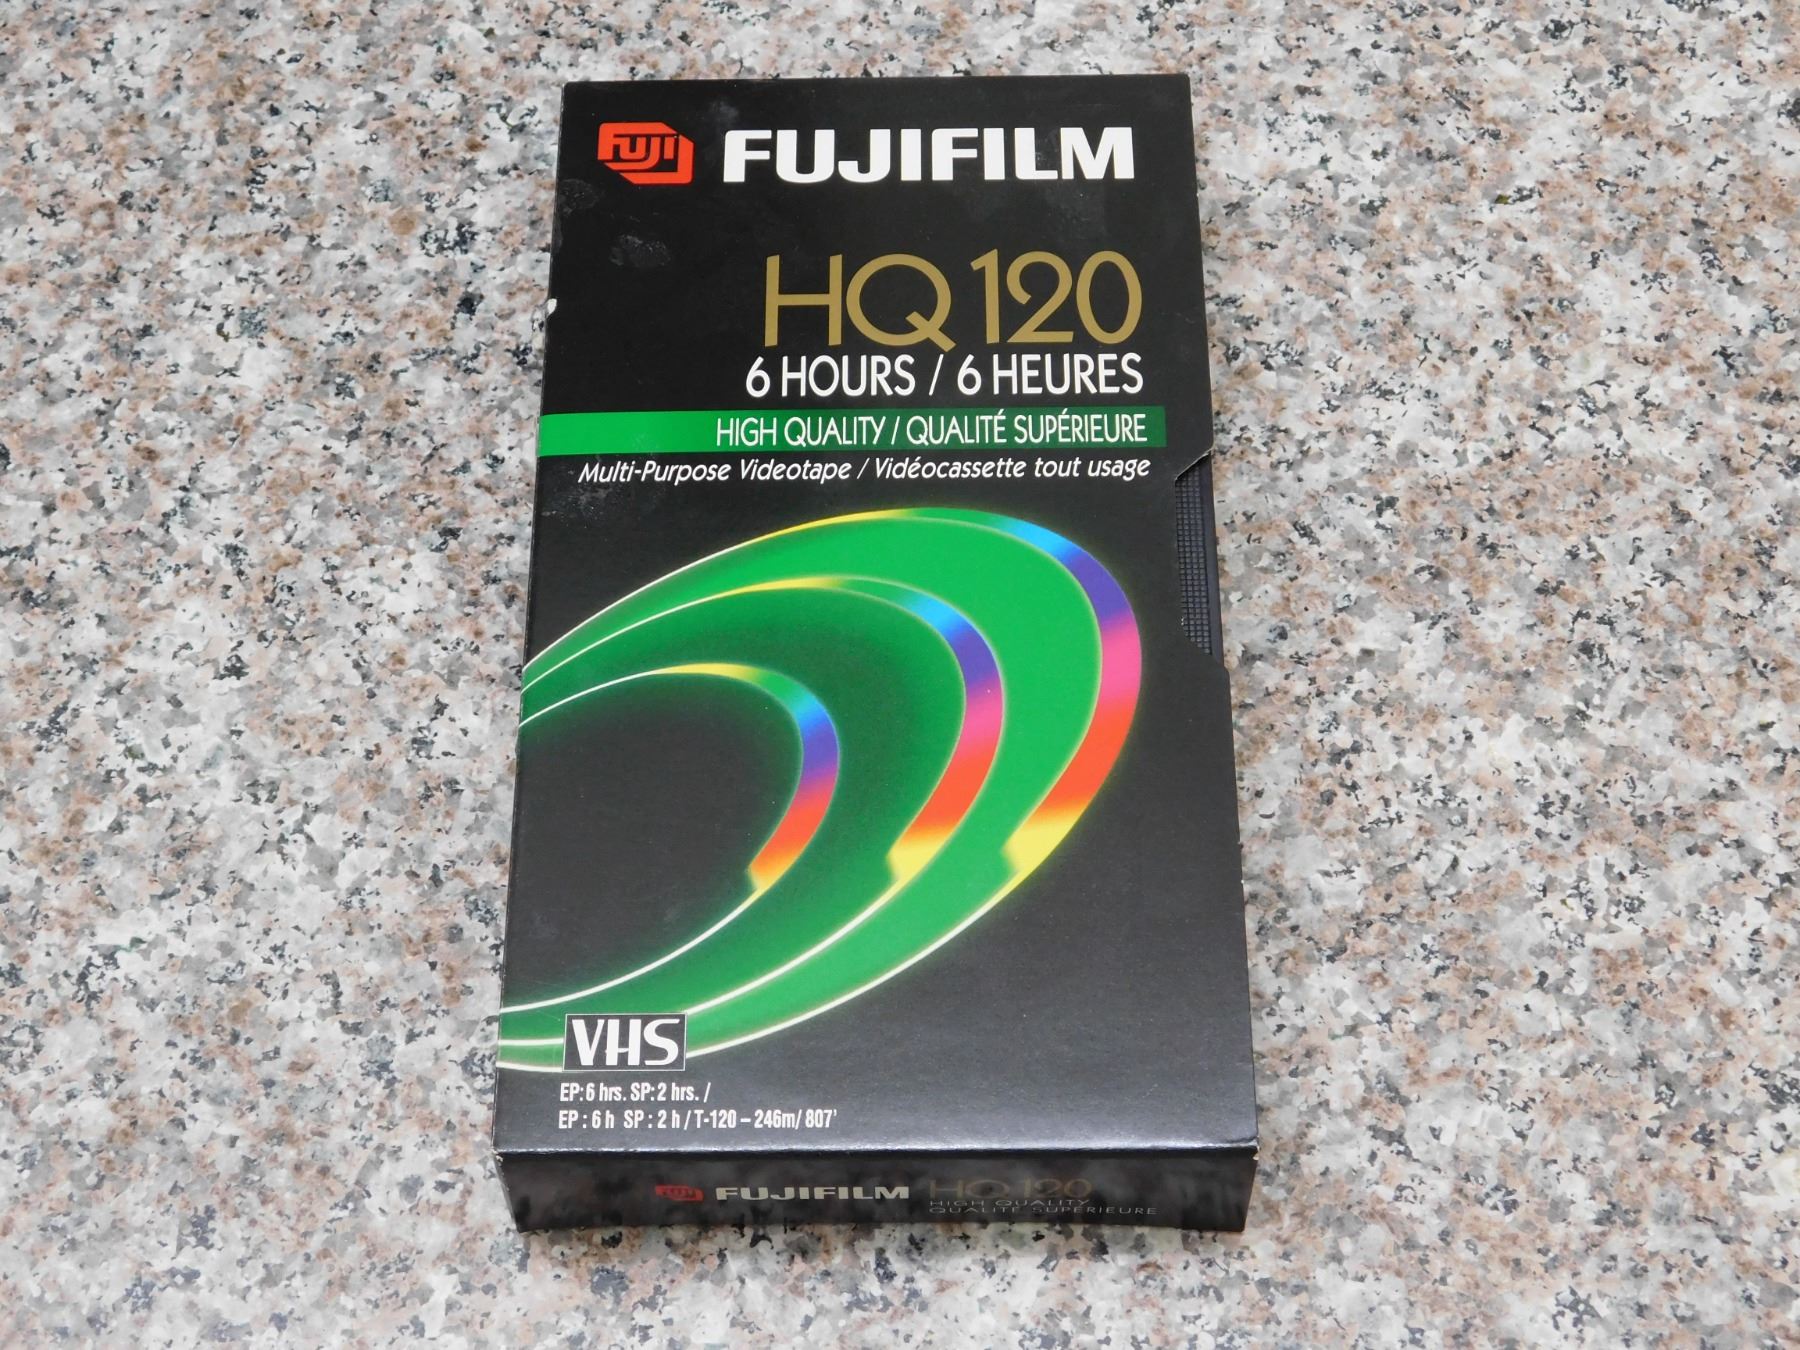 FUJI FUJIFILM
HQ 120
6 HOURS / 6 HEURES
HIGH QUALITY / QUALITÉ SUPÉRIEURE
Multi-Purpose Videotape / Vidéocassette tout usage
VHS
EP: 6 hrs. SP: 2 hrs. /
EP : 6 h SP : 2 h / T-120 – 246m/ 807'
FUJI FUJIFILM HQ 120
HIGH QUALITY
QUALITÉ SUPÉRIEURE